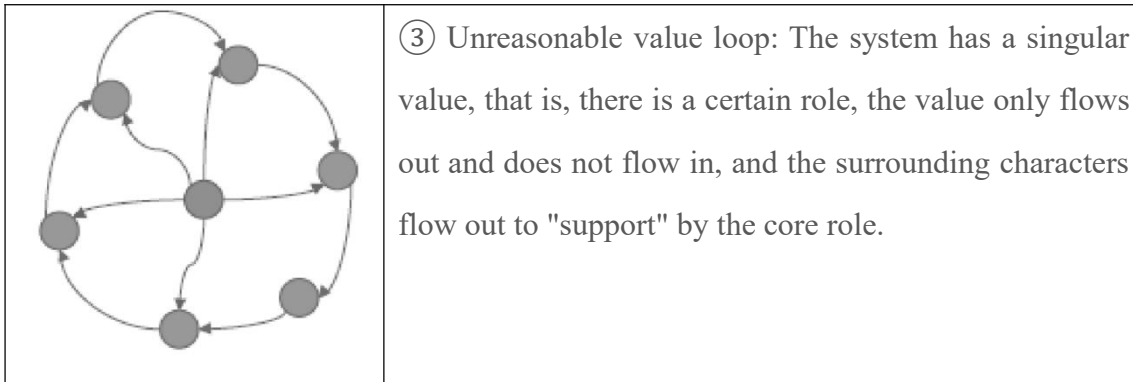 ③ Unreasonable value loop: The system has a singular
value, that is, there is a certain role, the value only flows
out and does not flow in, and the surrounding characters
flow out to "support" by the core role.